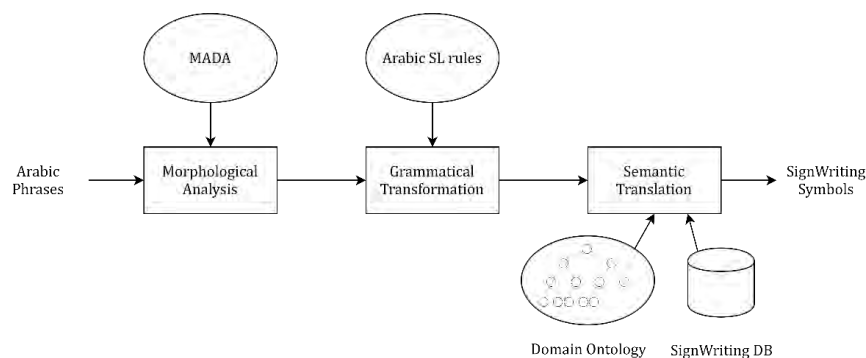 MADA
Arabic SL rules
Arabic
Phrases
Morphological
Analysis
Grammatical
Transformation
Semantic
Translation
SignWriting
Symbols
Domain Ontology
SignWriting DB